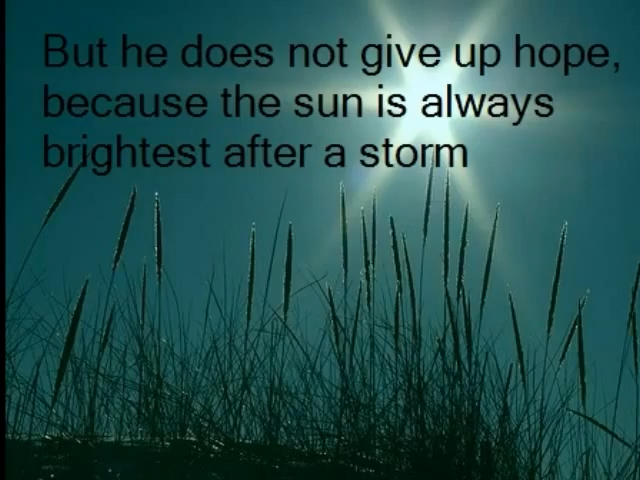 But he does not give up hope,
because the sun is always
brightest after a storm